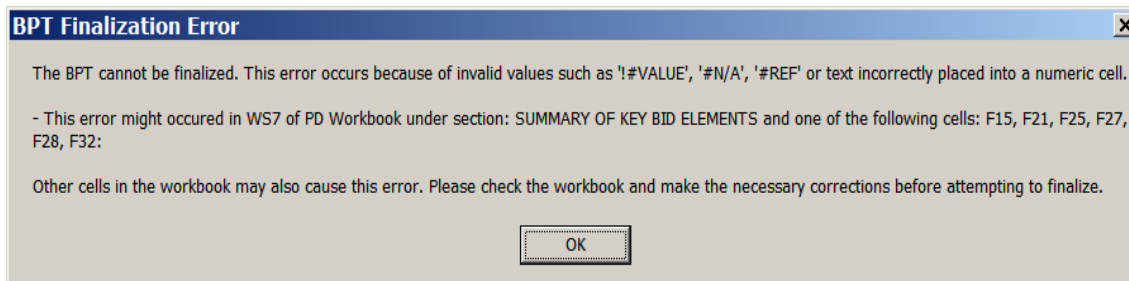 BPT Finalization Error
The BPT cannot be finalized. This error occurs because of invalid values such as '!#VALUE', '#N/A', '#REF' or text incorrectly placed into a numeric cell.
- This error might occured in WS7 of PD Workbook under section: SUMMARY OF KEY BID ELEMENTS and one of the following cells: F15, F21, F25, F27,
F28, F32:
Other cells in the workbook may also cause this error. Please check the workbook and make the necessary corrections before attempting to finalize.
OK